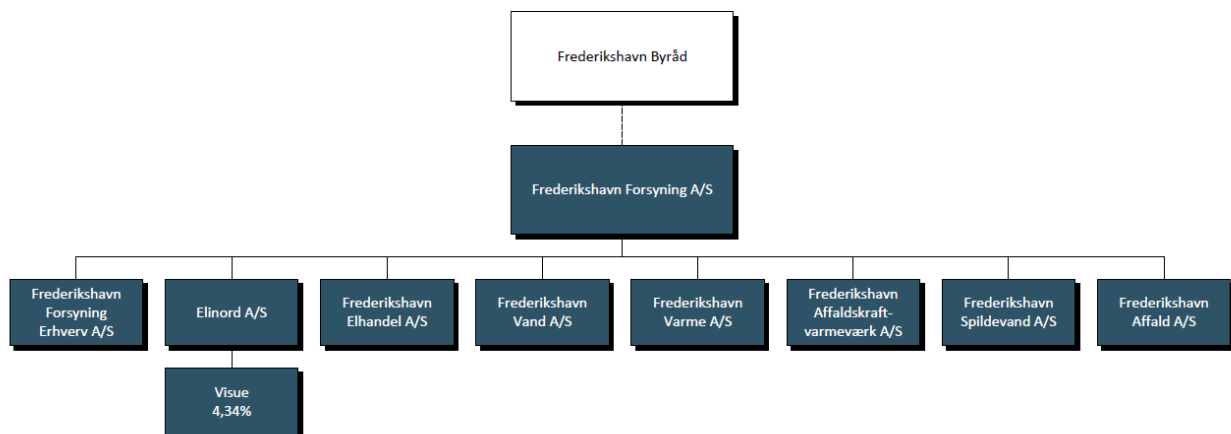 Frederikshavn Byråd
Frederikshavn Forsyning A/S
Frederikshavn
Forsyning
Erhverv A/S
Elinord A/S
Frederikshavn
Elhandel A/S
Frederikshavn
Vand A/S
Frederikshavn
Varme A/S
Frederikshavn
Affaldskraft-
varmeværk A/S
Frederikshavn
Spildevand A/S
Frederikshavn
Affald A/S
Visue
4,34%